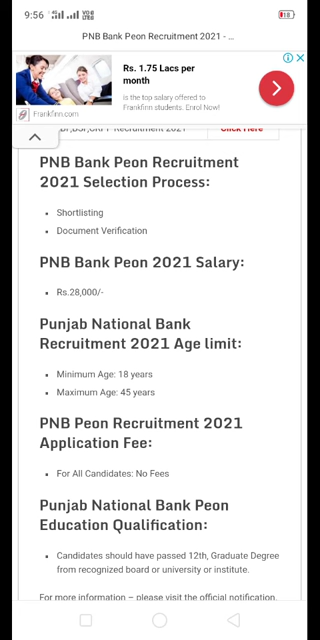 9:56
18
PNB Bank Peon Recruitment 2021 - ...
Rs. 1.75 Lacs per
month
is the top salary offered to
Frankfinn students. Enrol Now!
Frankfinn.com
Recruitment 2021
Click Here
PNB Bank Peon Recruitment
2021 Selection Process:
Shortlisting
Document Verification
PNB Bank Peon 2021 Salary:
Rs.28,000/-
Punjab National Bank
Recruitment 2021 Age limit:
Minimum Age: 18 years
Maximum Age: 45 years
PNB Peon Recruitment 2021
Application Fee:
For All Candidates: No Fees
Punjab National Bank Peon
Education Qualification:
Candidates should have passed 12th, Graduate Degree
from recognized board or university or institute.
For more information – please visit the official notification.